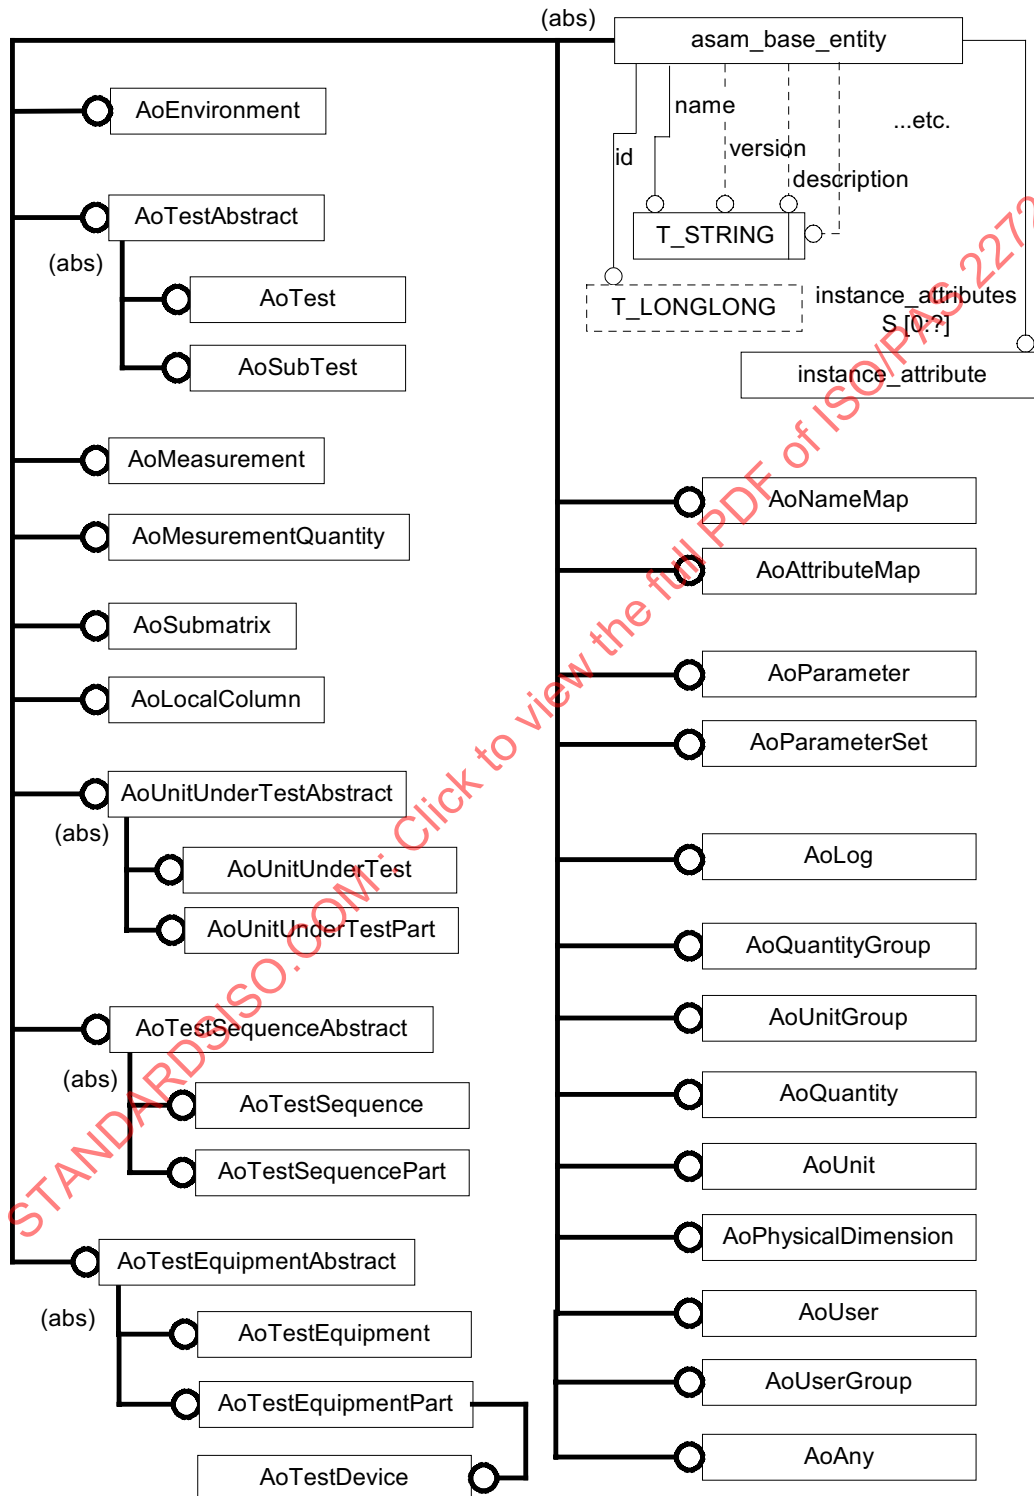 (abs)
asam_base_entity
name
...etc.
id
version
description
T_STRING
T_LONGLONG
instance_attributes
S [0:?]
instance_attribute
AoEnvironment
AoTestAbstract
(abs)
AoTest
AoSubTest
AoMeasurement
AoMesurementQuantity
AoSubmatrix
AoLocalColumn
AoUnitUnderTestAbstract
(abs)
AoUnitUnderTest
AoUnitUnderTestPart
AoTestSequenceAbstract
(abs)
AoTestSequence
AoTestSequencePart
AoTestEquipmentAbstract
(abs)
AoTestEquipment
AoTestEquipmentPart
AoTestDevice
AoNameMap
AoAttributeMap
AoParameter
AoParameterSet
AoLog
AoQuantityGroup
AoUnitGroup
AoQuantity
AoUnit
AoPhysicalDimension
AoUser
AoUserGroup
AoAny
STANDARDSISO.COM : Click to view the full PDF of ISO/PAS 2272